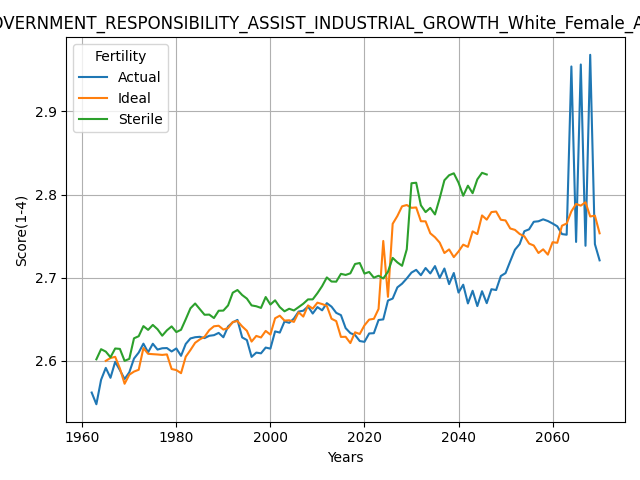 OVERNMENT_RESPONSIBILITY_ASSIST_INDUSTRIAL_GROWTH_White_Female_A
Fertility
Actual
Ideal
Sterile
Score(1-4)
2.9
2.8
2.7
2.6
1960 1980 2000 2020 2040 2060
Years